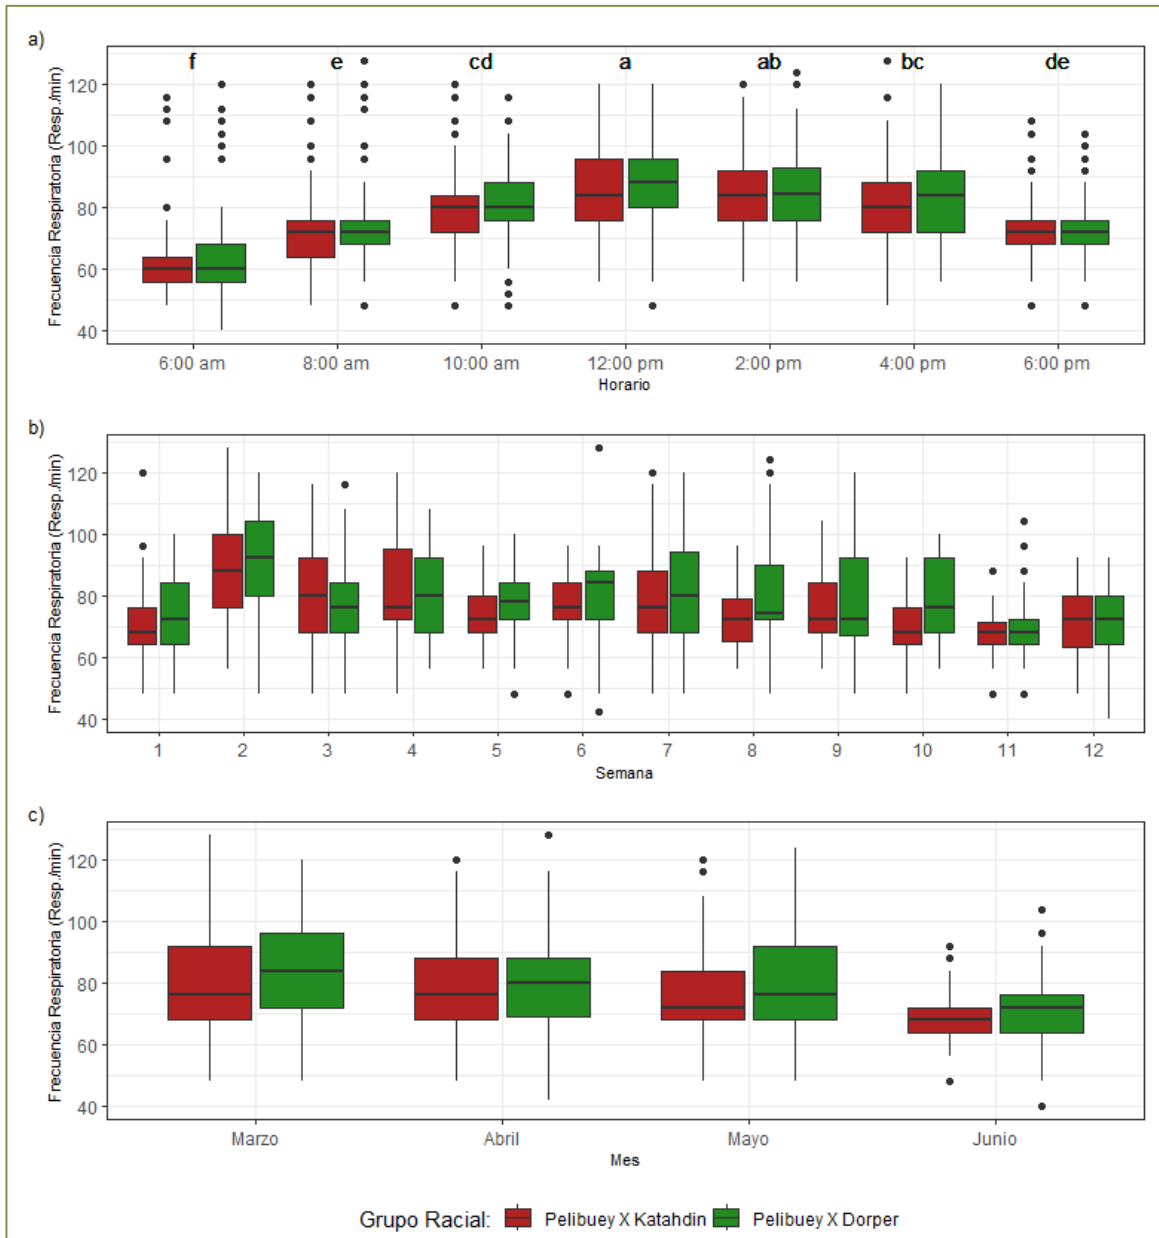 a)
f e cd a ab bc de
Frecuencia Respiratoria (Resp./min)
120
100
80
60
40
6:00 am 8:00 am 10:00 am 12:00 pm 2:00 pm 4:00 pm 6:00 pm
Horario
b)
Frecuencia Respiratoria (Resp./min)
120
100
80
60
40
1 2 3 4 5 6 7 8 9 10 11 12
Semana
c)
Frecuencia Respiratoria (Resp./min)
120
100
80
60
40
Marzo Abril Mayo Junio
Mes
Grupo Racial: Pelibuey X Katahdin Pelibuey X Dorper